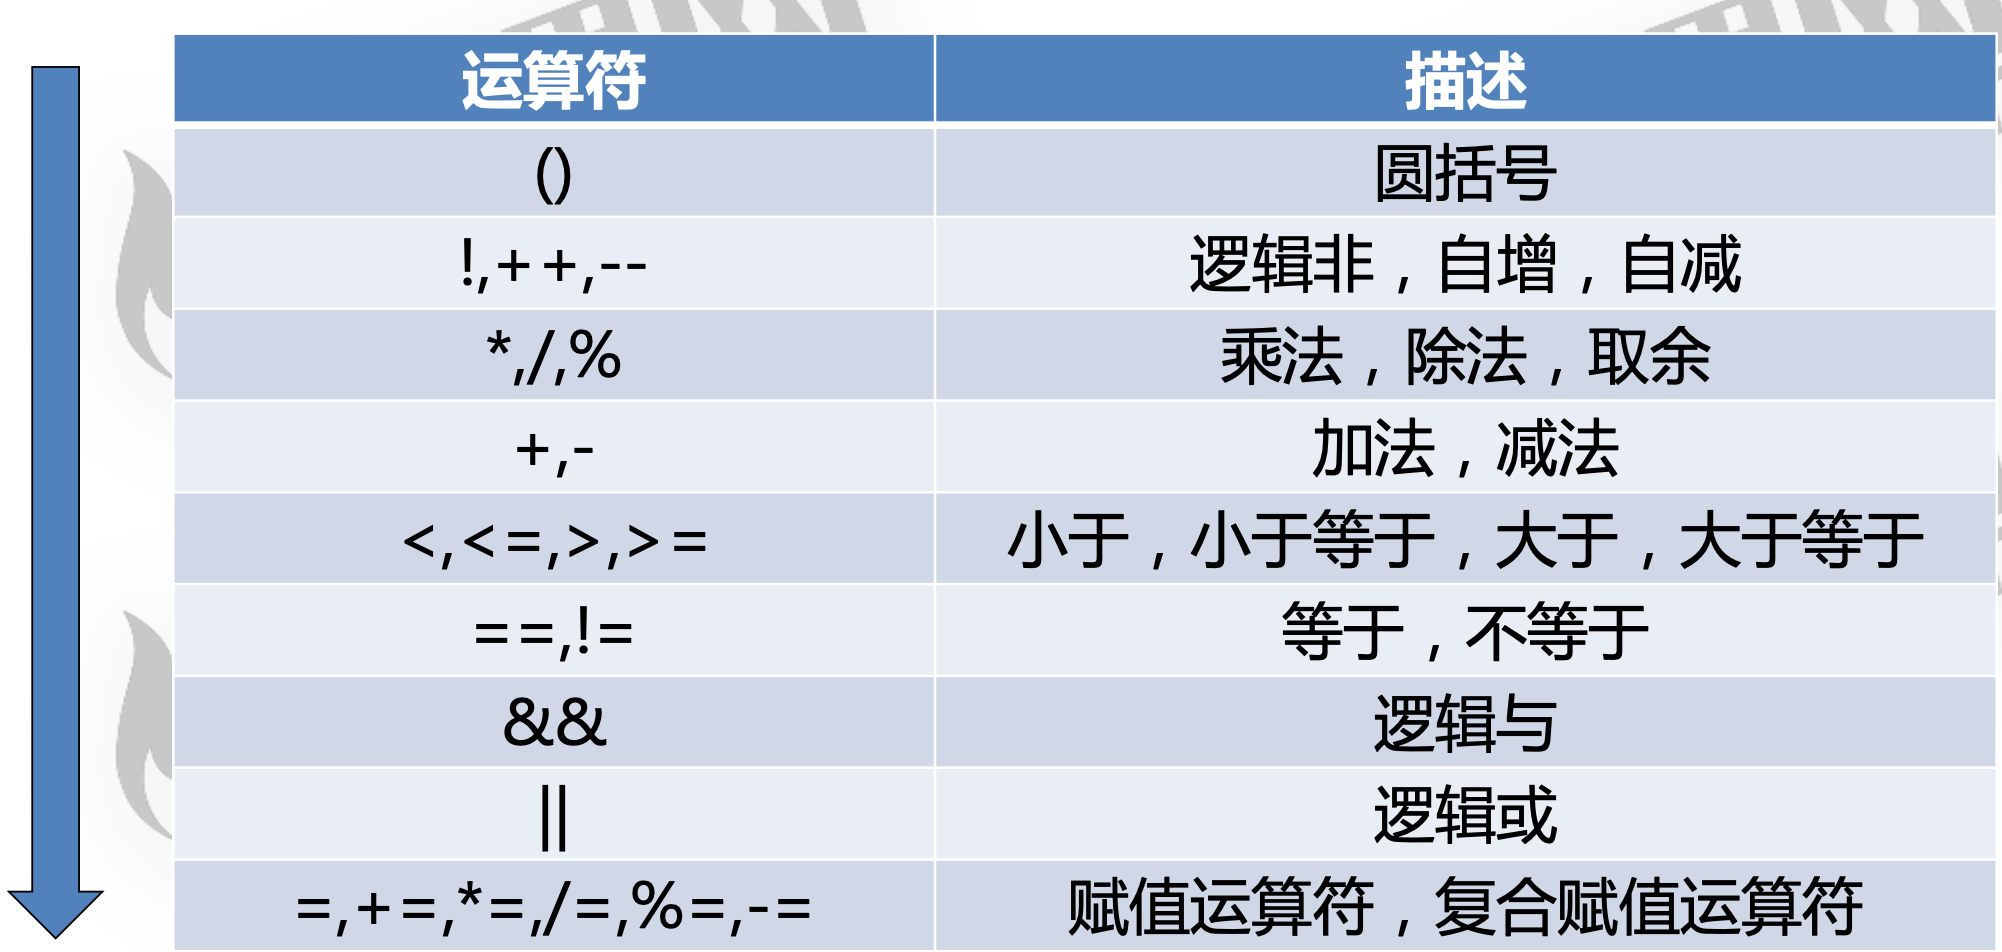 运算符 描述
() 圆括号
!,++,-- 逻辑非，自增，自减
*,/,% 乘法，除法，取余
+,- 加法，减法
<,<=,>,>= 小于，小于等于，大于，大于等于
==,!= 等于，不等于
&& 逻辑与
|| 逻辑或
=,+=,*=,/=,%=,-= 赋值运算符，复合赋值运算符